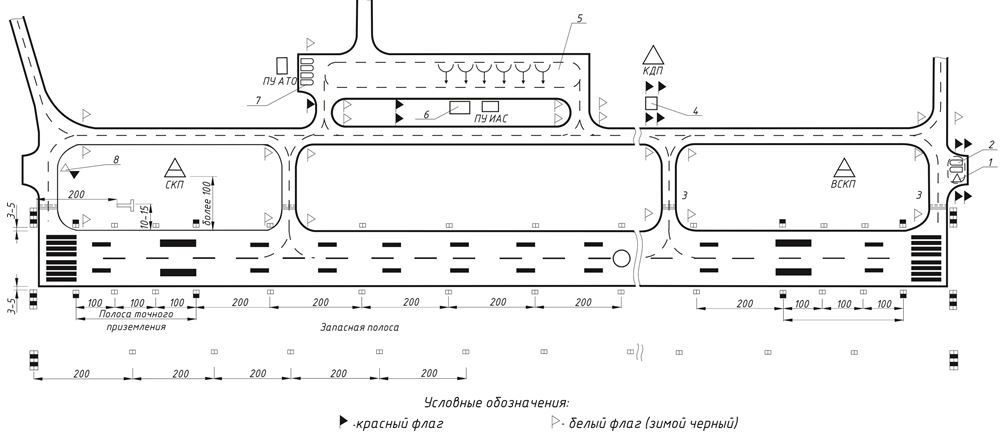 5
КДП
ПУ АТО
7
6
ПУ ИАС
4
8
2
1
СКП
ВСКП
3
3
200
более 100
10-15
3-5
3-5
100
100
100
200
200
200
200
200
100
100
100
Полоса точного
приземления
Запасная полоса
200
200
200
200
200
Условные обозначения:
-красный флаг
- белый флаг (зимой черный)